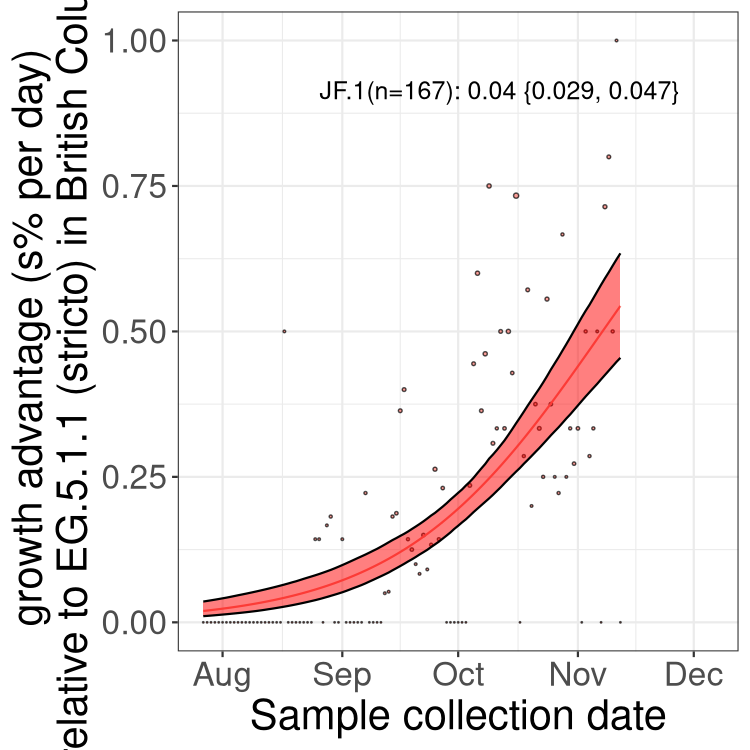 growth advantage (s% per day)
relative to EG.5.1.1 (stricto) in British Colu
1.00
0.75
0.50
0.25
0.00
JF.1(n=167): 0.04 {0.029, 0.047}
Aug Sep Oct Nov Dec
Sample collection date